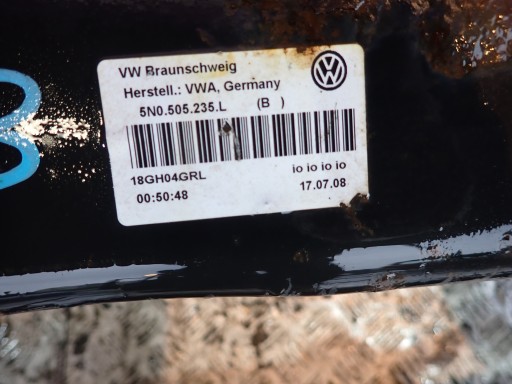 VW Braunschweig
Herstell.: VWA, Germany
5N0.505.235.L (B )
18GH04GRL io io io io
00:50:48 17.07.08